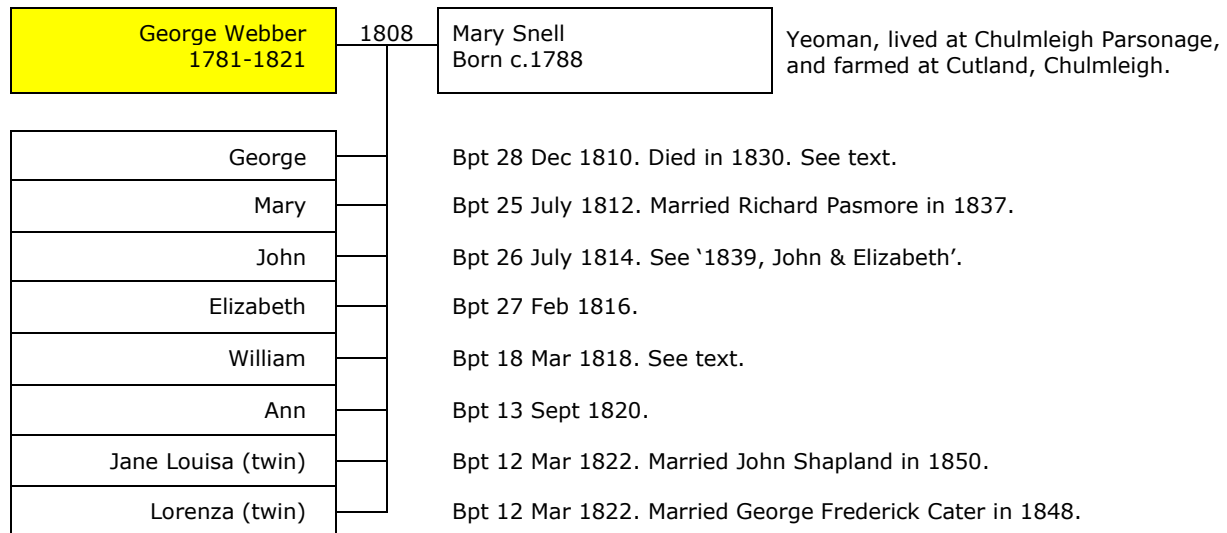 George Webber
1781-1821
1808
Mary Snell
Born c.1788
Yeoman, lived at Chulmleigh Parsonage,
and farmed at Cutland, Chulmleigh.
George
Bpt 28 Dec 1810. Died in 1830. See text.
Mary
Bpt 25 July 1812. Married Richard Pasmore in 1837.
John
Bpt 26 July 1814. See ‘1839, John & Elizabeth’.
Elizabeth
Bpt 27 Feb 1816.
William
Bpt 18 Mar 1818. See text.
Ann
Bpt 13 Sept 1820.
Jane Louisa (twin)
Bpt 12 Mar 1822. Married John Shapland in 1850.
Lorenza (twin)
Bpt 12 Mar 1822. Married George Frederick Cater in 1848.